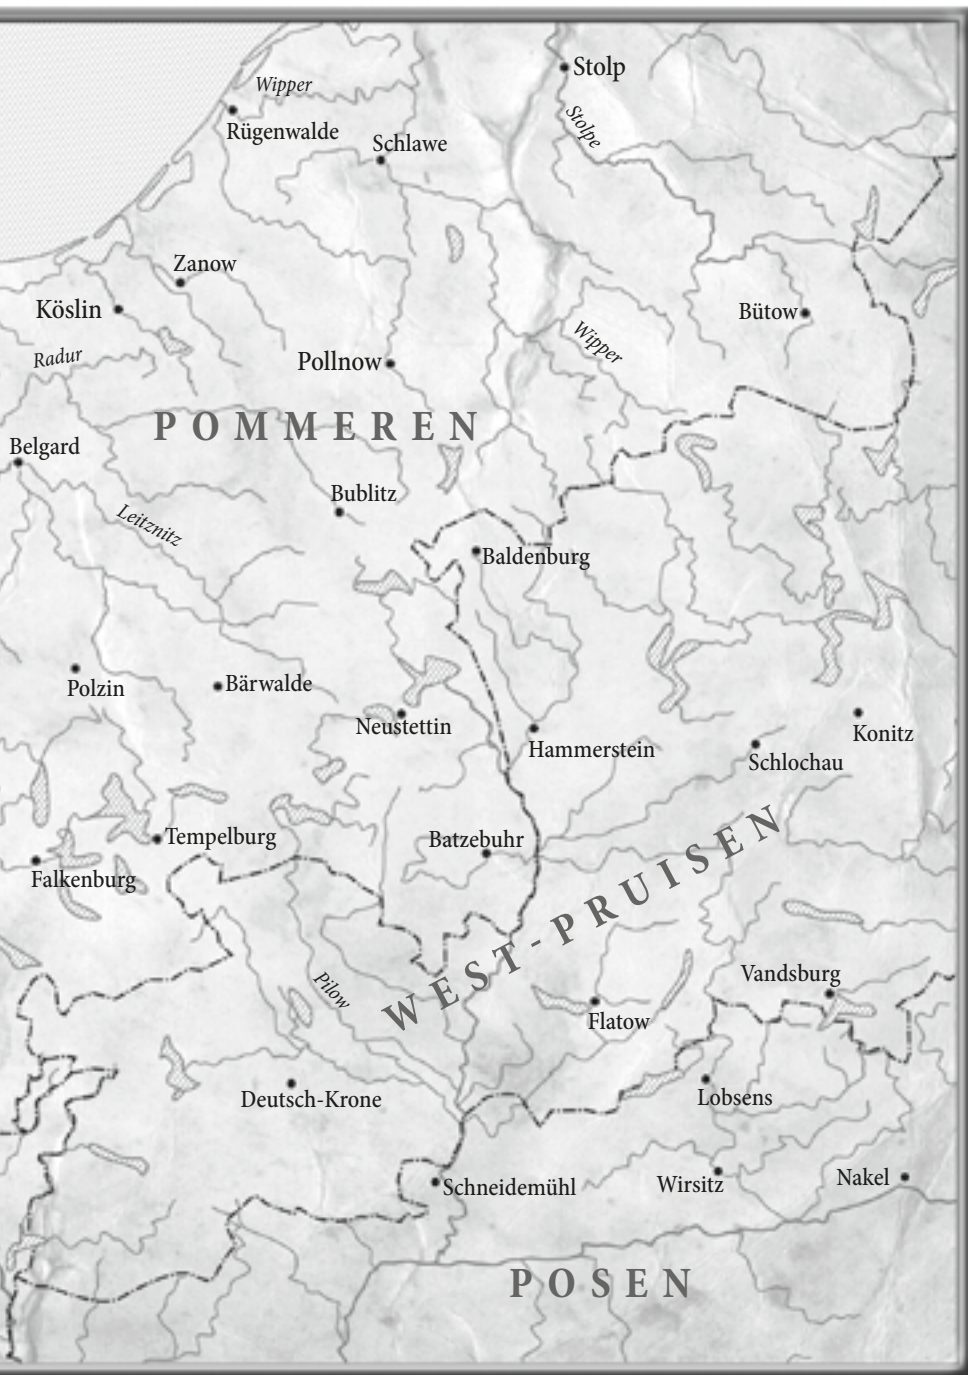 Stolp
Wipper
Stolpe
Rügenwalde
Schlawe
Zanow
Köslin
Bütow
Wipper
Radur
Pollnow
POMMEREN
Belgard
Bublitz
Leitznitz
Baldenburg
Polzin
Bärwalde
Neustettin
Konitz
Hammerstein
Schlochau
Tempelburg
Batzebuhr
Falkenburg
WEST-PRUISEN
Vandsburg
Pilow
Flatow
Deutsch-Krone
Lobsens
Schneidemühl
Wirsitz
Nakel
POSEN